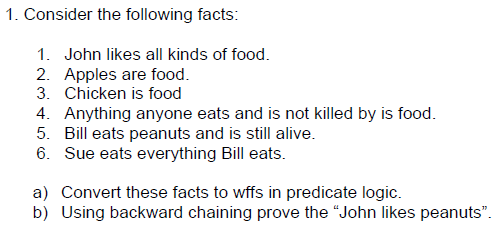 1. Consider the following facts:
1. John likes all kinds of food.
2. Apples are food.
3. Chicken is food
4. Anything anyone eats and is not killed by is food.
5. Bill eats peanuts and is still alive.
6. Sue eats everything Bill eats.
a) Convert these facts to wffs in predicate logic.
b) Using backward chaining prove the “John likes peanuts”.